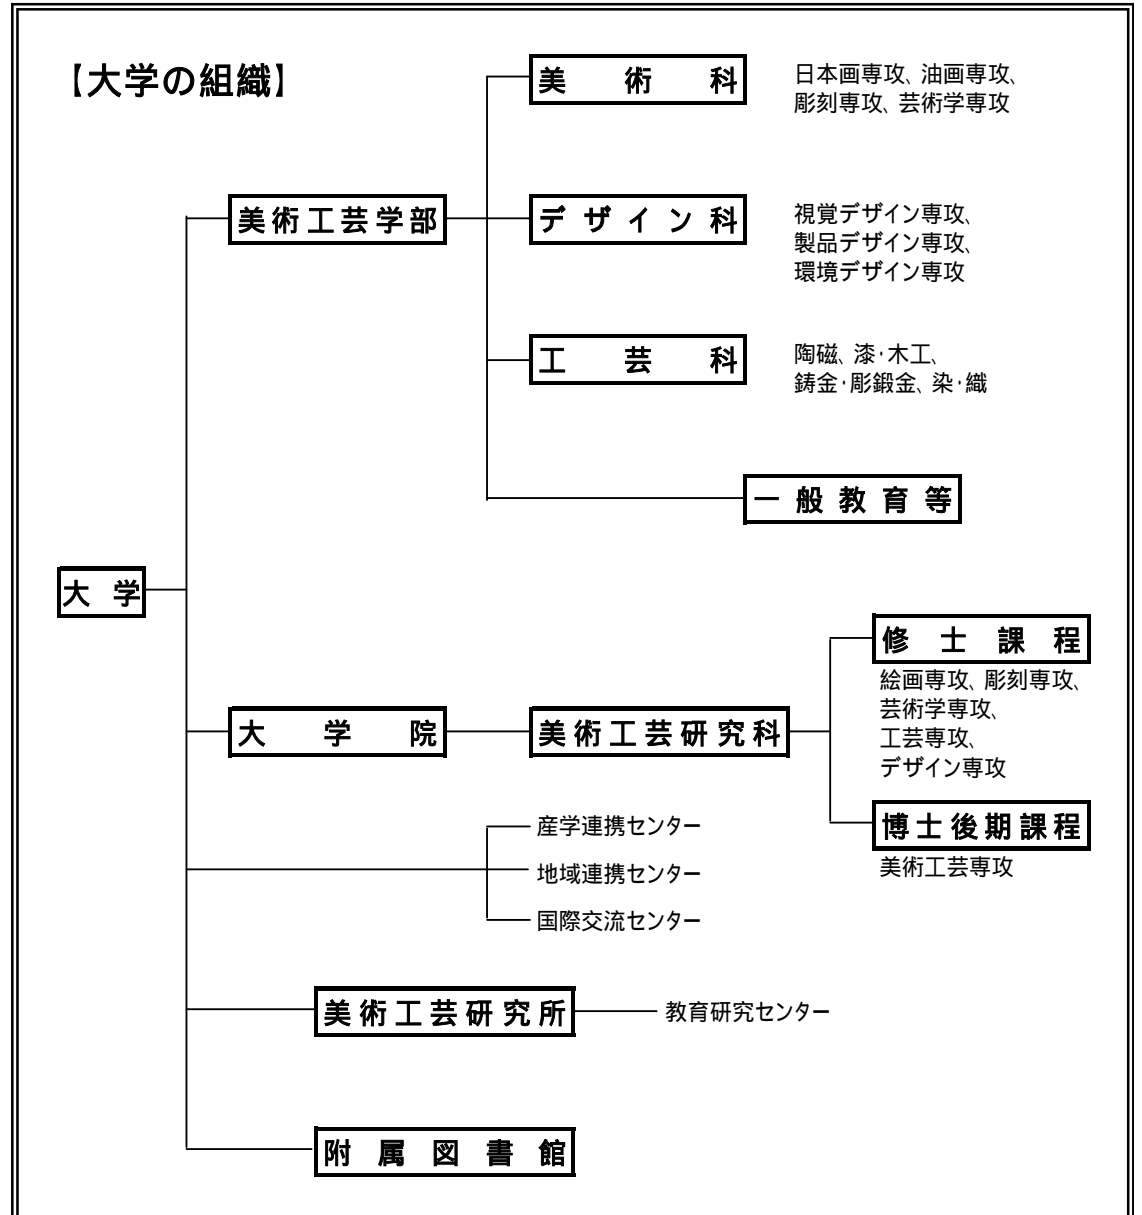 【大学の組織】
美術科
日本画専攻、油画専攻、
彫刻専攻、芸術学専攻
美術工芸学部
デザイン科
視覚デザイン専攻、
製品デザイン専攻、
環境デザイン専攻
工芸科
陶磁、漆・木工、
鋳金・彫鍛金、染・織
一般教育等
大学
修士課程
絵画専攻、彫刻専攻、
芸術学専攻、
工芸専攻、
デザイン専攻
大学院
美術工芸研究科
博士後期課程
美術工芸専攻
産学連携センター
地域連携センター
国際交流センター
美術工芸研究所
教育研究センター
附属図書館